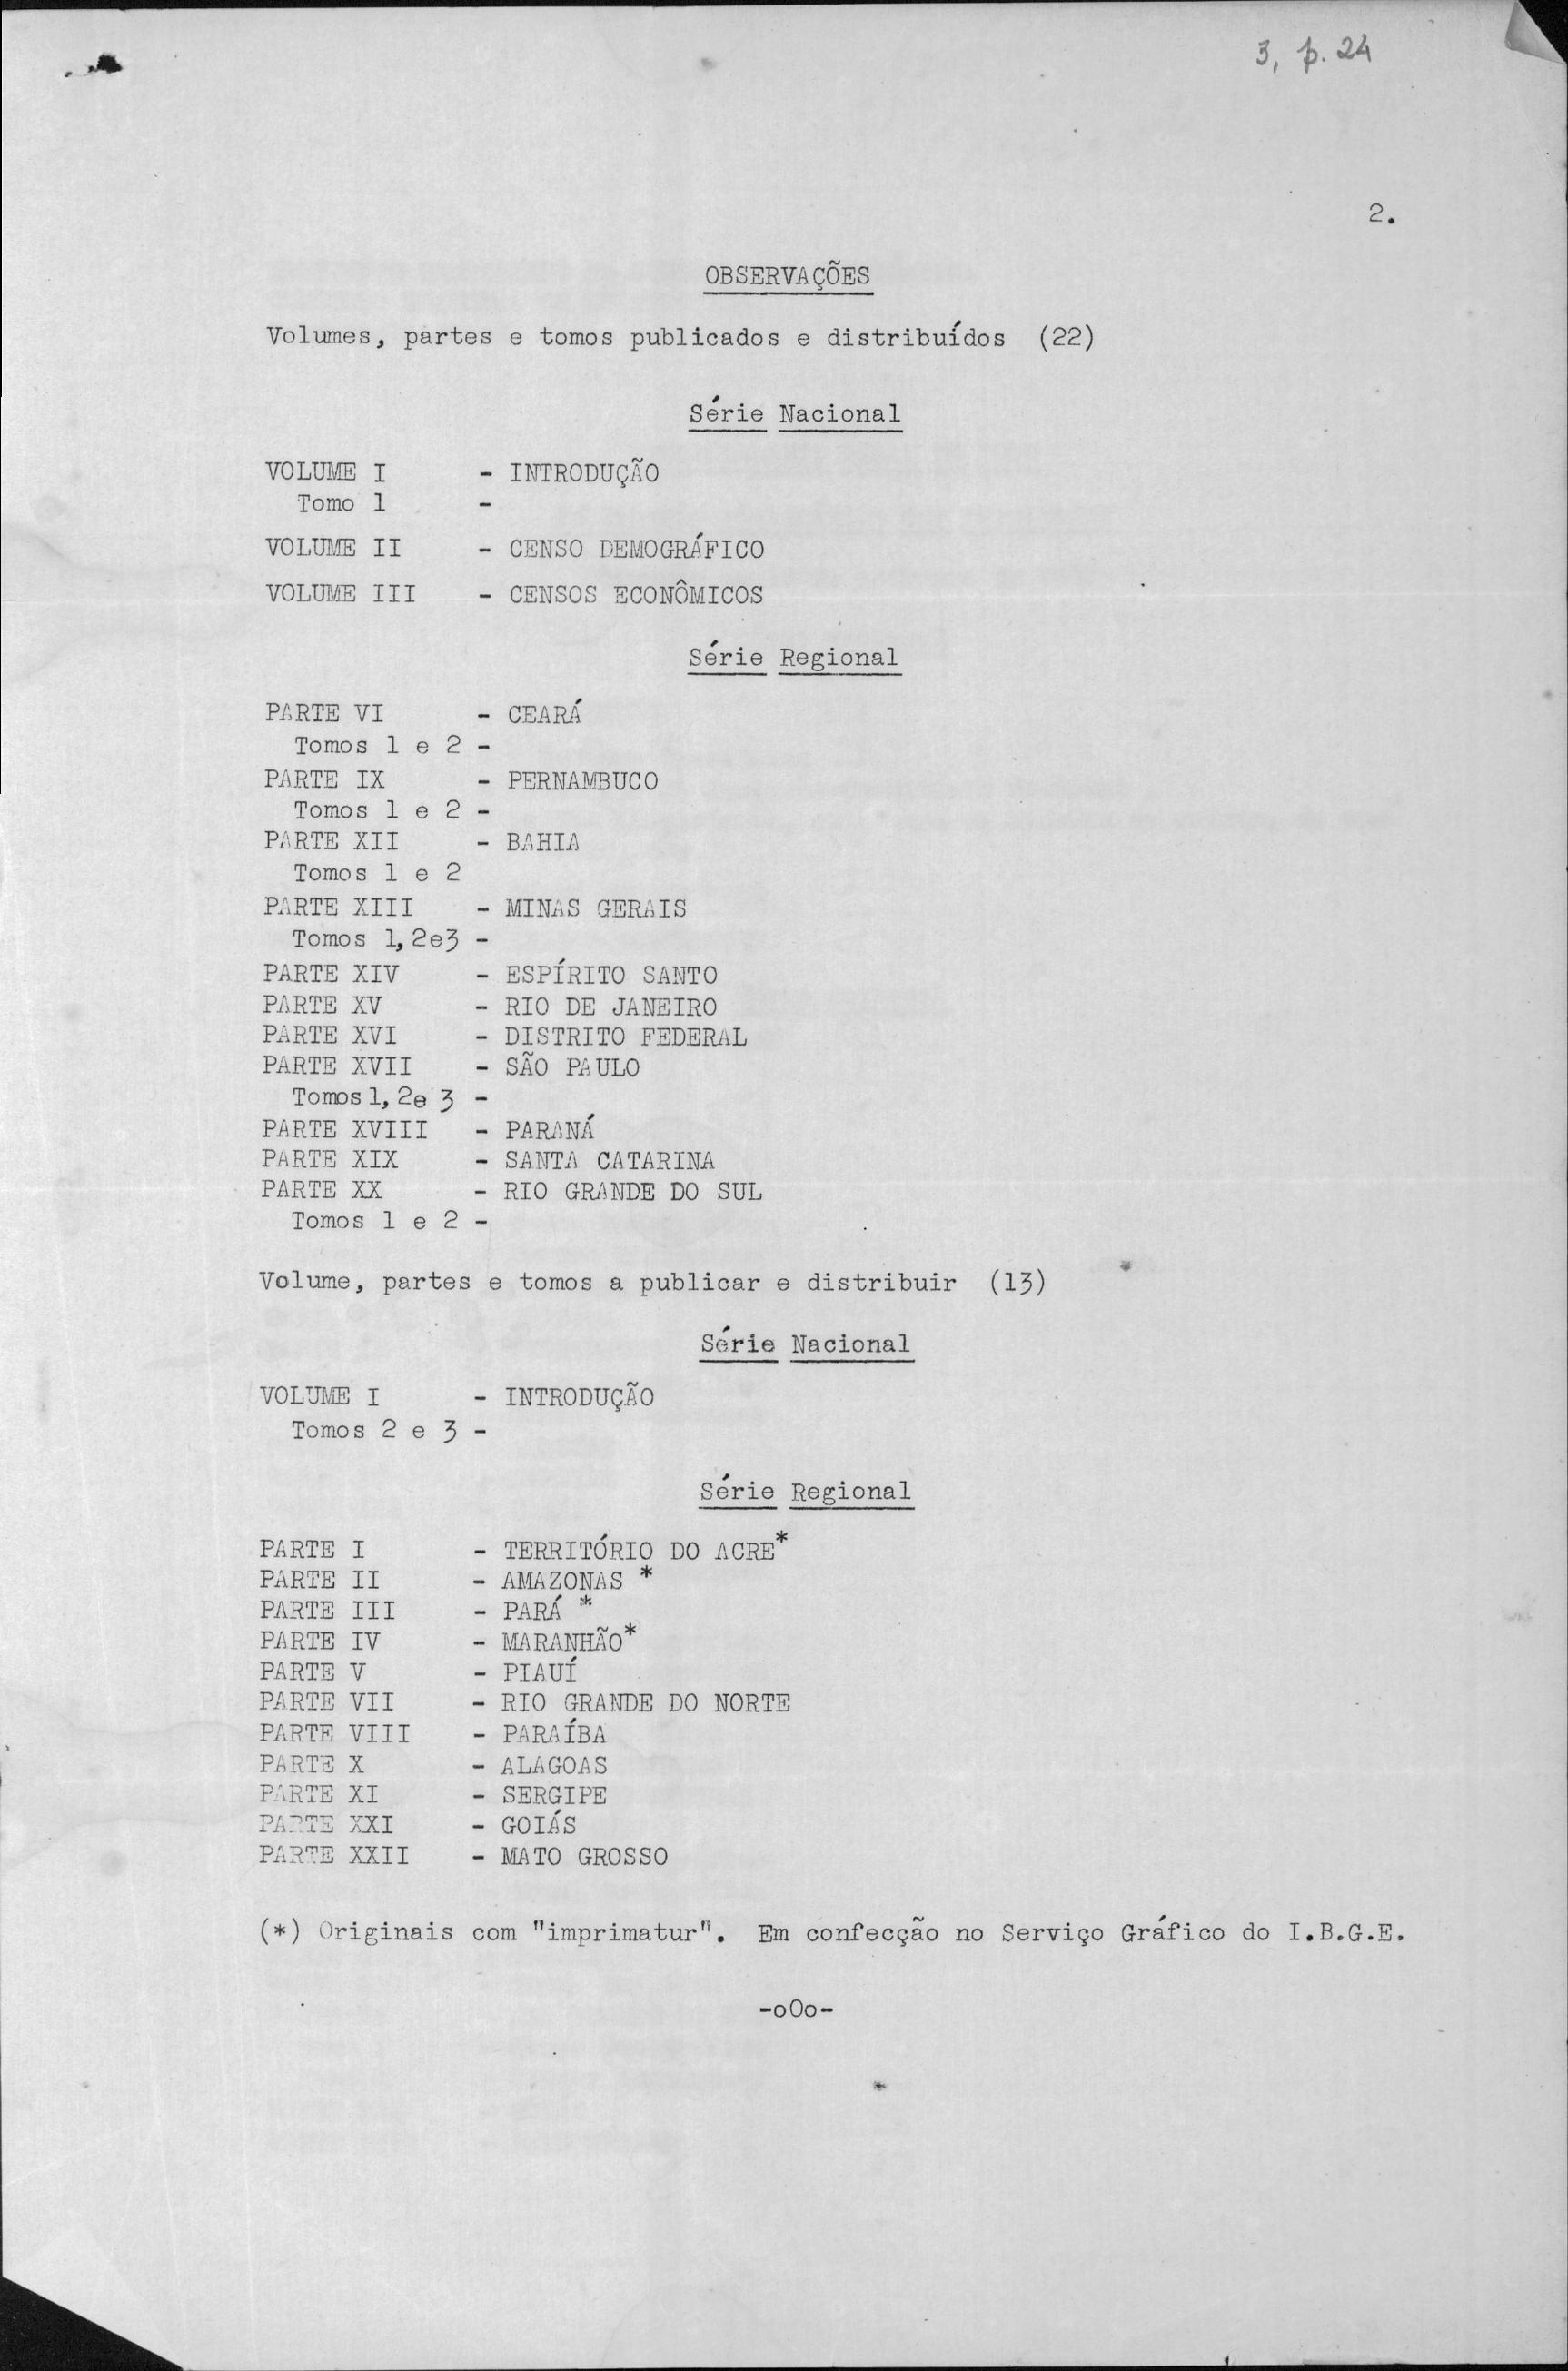 3, p. 24
2.
OBSERVAÇÕES
Volumes, partes e tomos publicados e distribuídos (22)
Série Nacional
VOLUME I - INTRODUÇÃO
Tomo 1 -
VOLUME II - CENSO DEMOGRÁFICO
VOLUME III - CENSOS ECONÔMICOS
Série Regional
PARTE VI - CEARÁ
Tomos 1 e 2 -
PARTE IX - PERNAMBUCO
Tomos 1 e 2 -
PARTE XII - BAHIA
Tomos 1 e 2
PARTE XIII - MINAS GERAIS
Tomos 1, 2e3 -
PARTE XIV - ESPÍRITO SANTO
PARTE XV - RIO DE JANEIRO
PARTE XVI - DISTRITO FEDERAL
PARTE XVII - SÃO PAULO
Tomos 1, 2e 3 -
PARTE XVIII - PARANÁ
PARTE XIX - SANTA CATARINA
PARTE XX - RIO GRANDE DO SUL
Tomos 1 e 2 -
Volume, partes e tomos a publicar e distribuir (13)
Série Nacional
VOLUME I - INTRODUÇÃO
Tomos 2 e 3 -
Série Regional
PARTE I - TERRITÓRIO DO ACRE*
PARTE II - AMAZONAS *
PARTE III - PARÁ *
PARTE IV - MARANHÃO*
PARTE V - PIAUÍ
PARTE VII - RIO GRANDE DO NORTE
PARTE VIII - PARAÍBA
PARTE X - ALAGOAS
PARTE XI - SERGIPE
PARTE XXI - GOIÁS
PARTE XXII - MATO GROSSO
(*) Originais com "imprimatur". Em confecção no Serviço Gráfico do I.B.G.E.
-oOo-